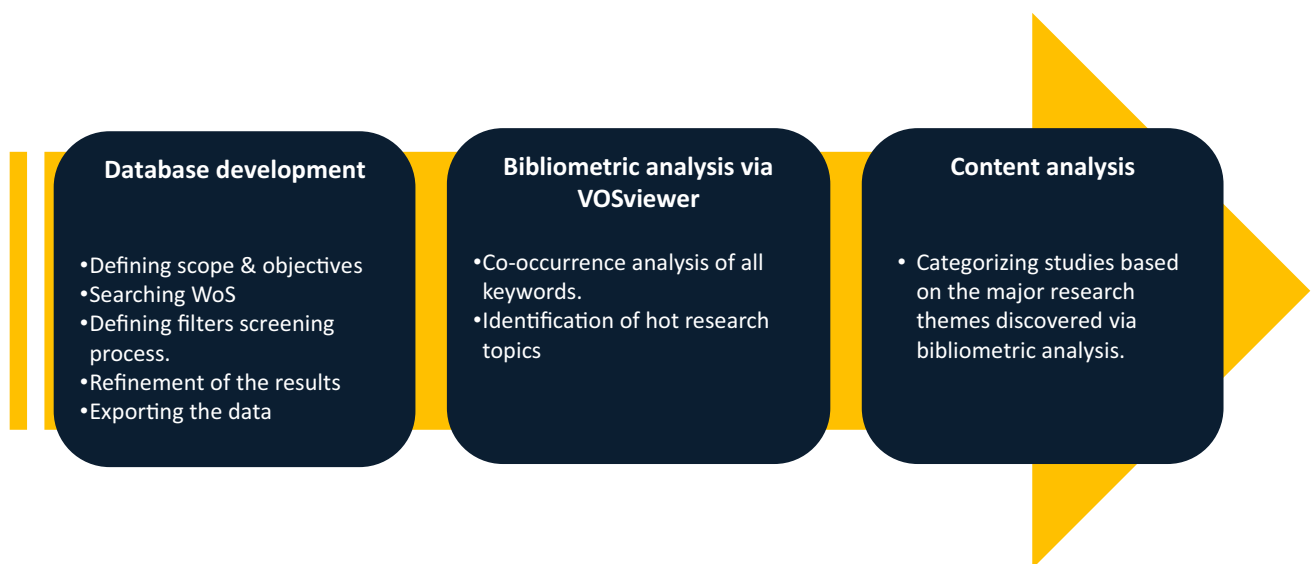 Database development
•Defining scope & objectives
•Searching WoS
•Defining filters screening
process.
•Refinement of the results
•Exporting the data
Bibliometric analysis via
VOSviewer
•Co-occurrence analysis of all
keywords.
•Identification of hot research
topics
Content analysis
• Categorizing studies based
on the major research
themes discovered via
bibliometric analysis.